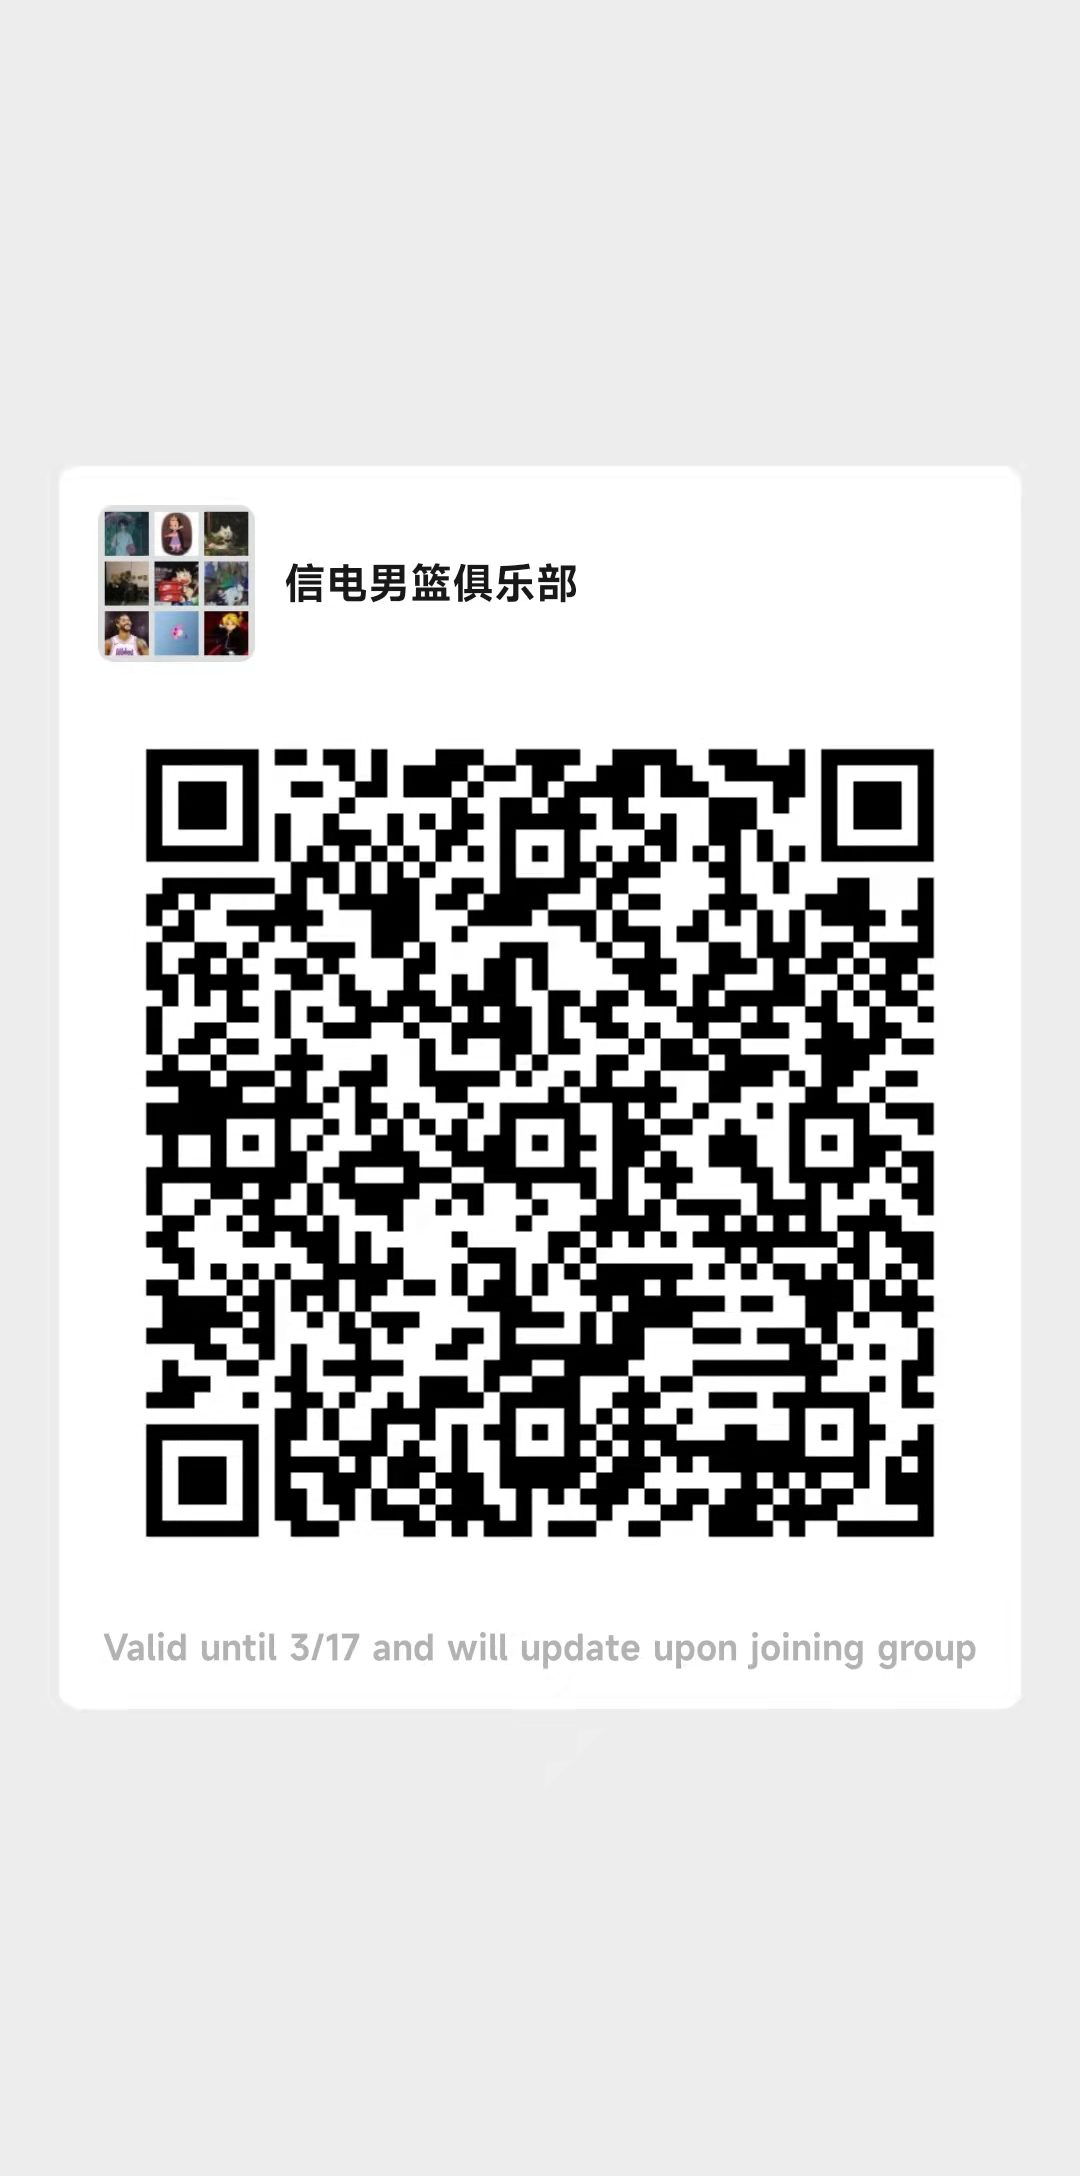 信电男篮俱乐部
Valid until 3/17 and will update upon joining group